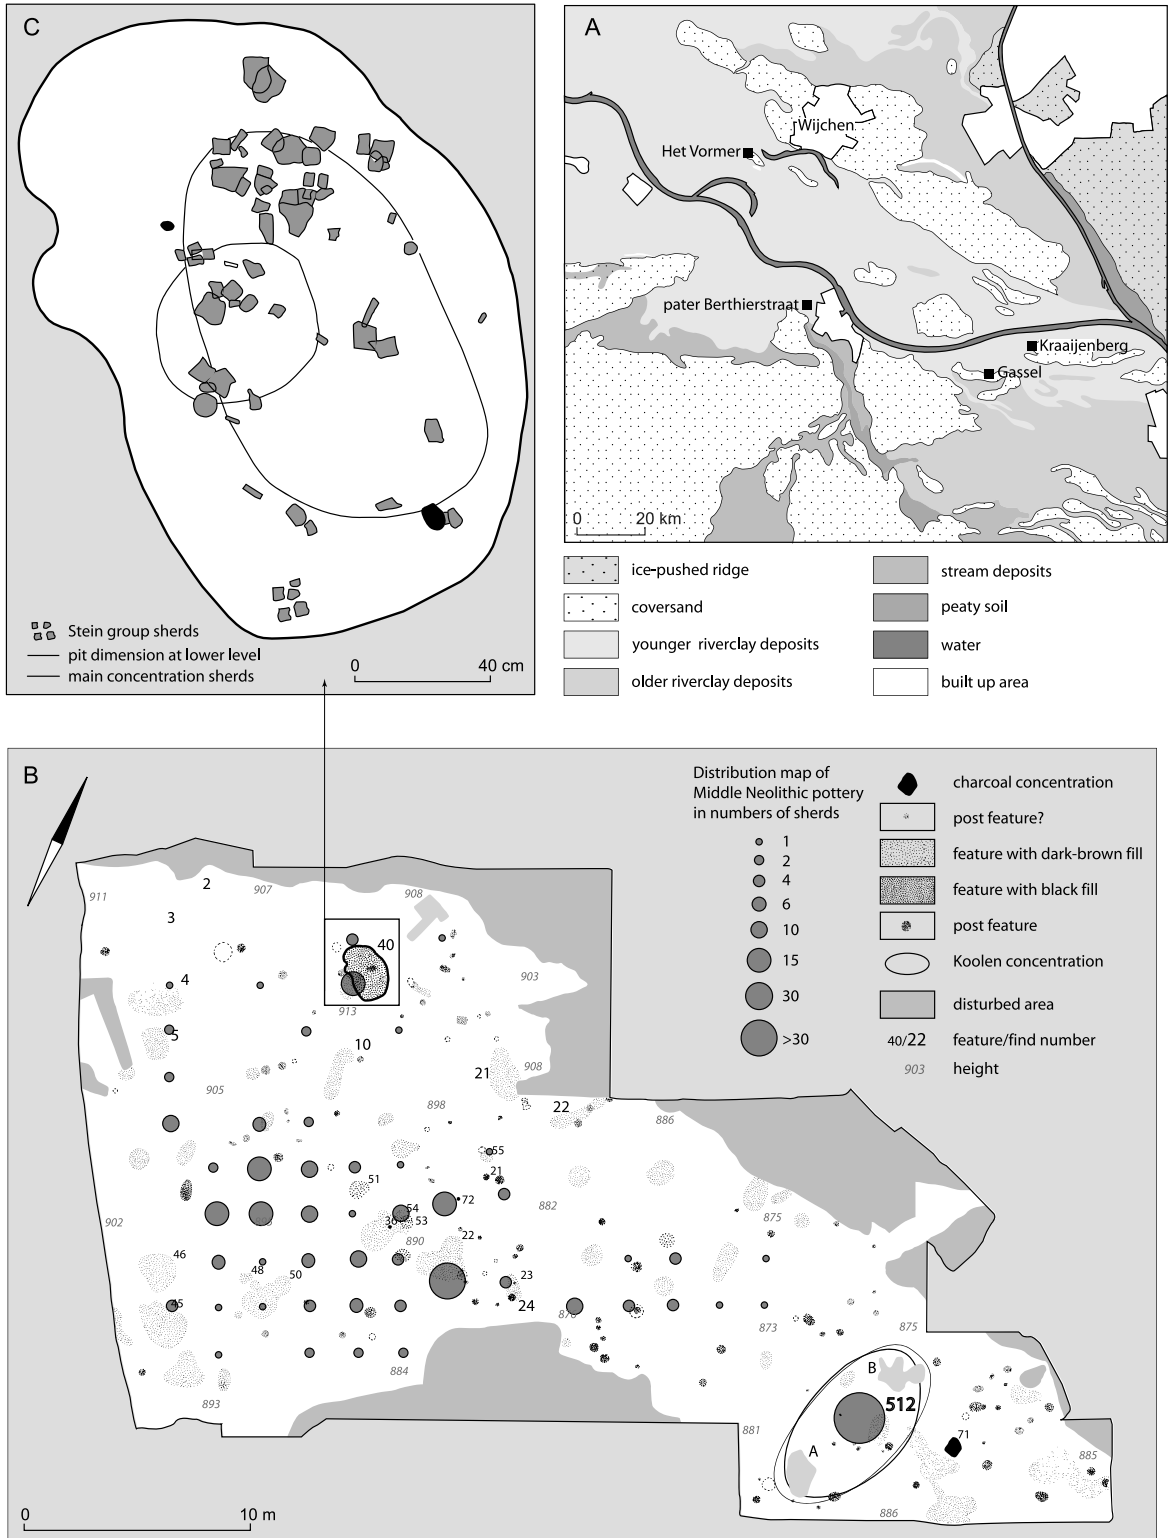 C
Stein group sherds
pit dimension at lower level
main concentration sherds
0 40 cm
A
Wijchen
Het Vormer
pater Berthierstraat
Kraaijenberg
Gassel
0 20 km
ice-pushed ridge
coversand
younger riverclay deposits
older riverclay deposits
stream deposits
peaty soil
water
built up area
B
Distribution map of
Middle Neolithic pottery
in numbers of sherds
1
2
4
6
10
15
30
>30
charcoal concentration
post feature?
feature with dark-brown fill
feature with black fill
post feature
Koolen concentration
disturbed area
40/22 feature/find number
903 height
911
2
907
908
3
40
4
903
913
5
10
21
908
905
898
22
886
55
51
21
902
54
72
882
875
36
53
46
890
22
48
50
23
45
24
873
875
884
B
893
512
881
71
A
885
886
0 10 m